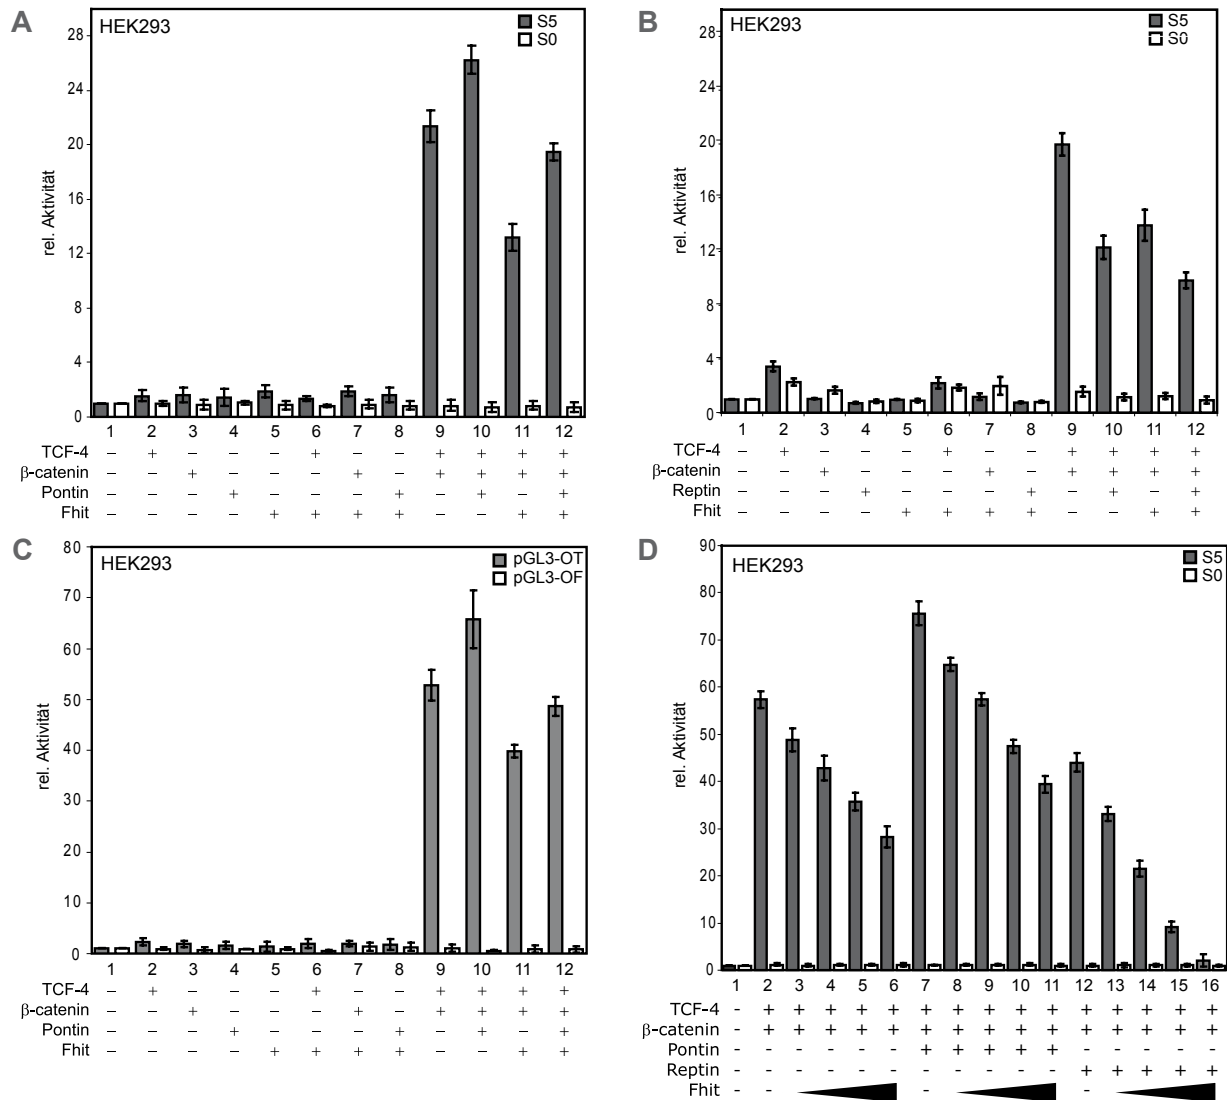 A
HEK293
S5
S0
rel. Aktivität
28
24
20
16
12
8
4
0
1 2 3 4 5 6 7 8 9 10 11 12
TCF-4 – + – – – + – – + + + +
β-catenin – – + – – – + – + + + +
Pontin – – – + – – – + – + – +
Fhit – – – – + + + + – – + +
B
HEK293
S5
S0
rel. Aktivität
28
24
20
16
12
8
4
0
1 2 3 4 5 6 7 8 9 10 11 12
TCF-4 – + – – – + – – + + + +
β-catenin – – + – – – + – + + + +
Reptin – – – + – – – + – + – +
Fhit – – – – + + + + – – + +
C
HEK293
pGL3-OT
pGL3-OF
rel. Aktivität
80
70
60
50
40
30
20
10
0
1 2 3 4 5 6 7 8 9 10 11 12
TCF-4 – + – – – + – – + + + +
β-catenin – – + – – – + – + + + +
Pontin – – – + – – – + – + – +
Fhit – – – – + + + + – – + +
D
HEK293
S5
S0
rel. Aktivität
90
80
70
60
50
40
30
20
10
0
1 2 3 4 5 6 7 8 9 10 11 12 13 14 15 16
TCF-4 - + + + + + + + + + + + + + + +
β-catenin - + + + + + + + + + + + + + + +
Pontin - - - - - - + + + + + - - - - -
Reptin - - - - - - - - - - - + + + + +
Fhit - - - -